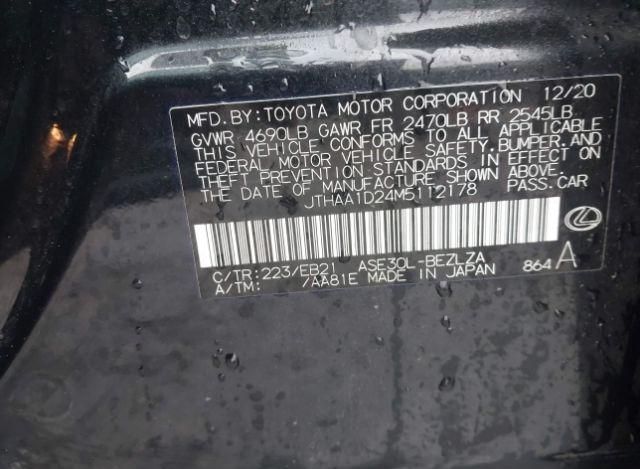 MFD.BY:TOYOTA MOTOR CORPORATION 12/20
GVWR 4690LB GAWR FR 2470LB RR 2545LB
THIS VEHICLE CONFORMS TO ALL APPLICABLE
FEDERAL MOTOR VEHICLE SAFETY,BUMPER,AND
THEFT PREVENTION STANDARDS IN EFFECT ON
THE DATE OF MANUFACTURE SHOWN ABOVE.
JTHAA1D24M5112178 PASS.CAR
C/TR:223/EB21 ASE30L-BEZLZA
A/TM: /AA81E MADE IN JAPAN 864 A